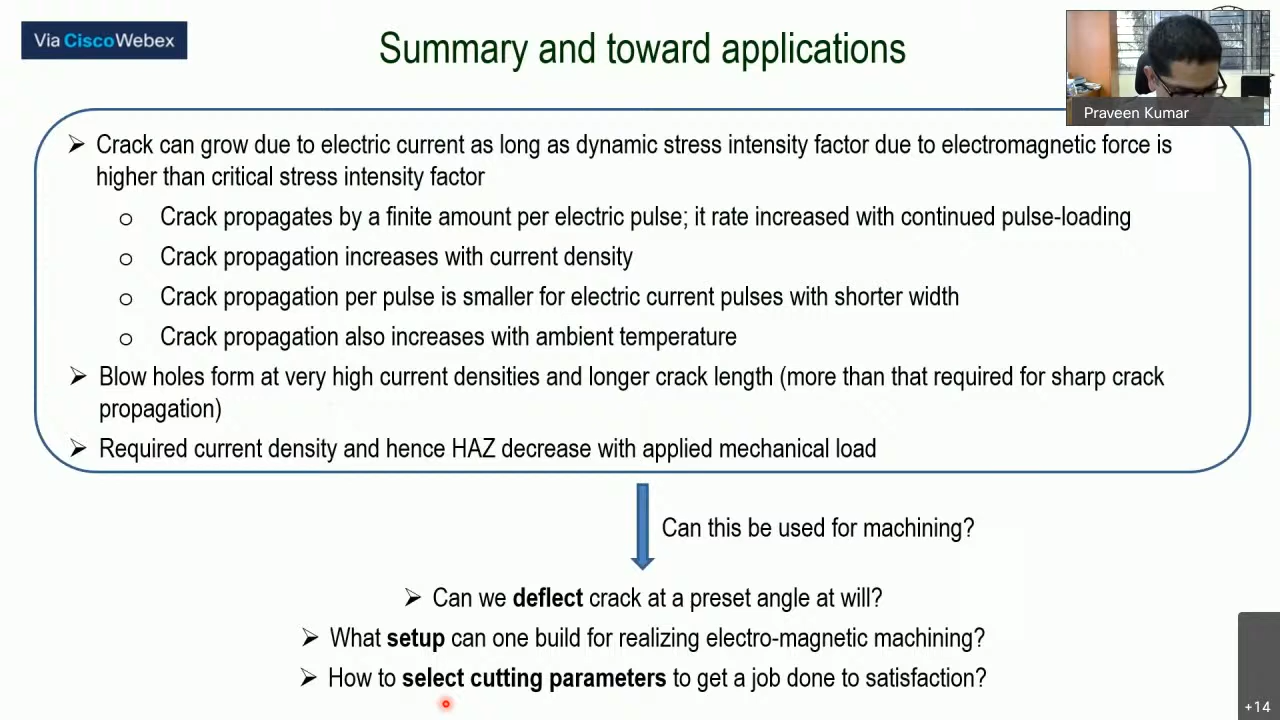 Via CiscoWebex
Summary and toward applications
Praveen Kumar
➢ Crack can grow due to electric current as long as dynamic stress intensity factor due to electromagnetic force is
higher than critical stress intensity factor
o Crack propagates by a finite amount per electric pulse; it rate increased with continued pulse-loading
o Crack propagation increases with current density
o Crack propagation per pulse is smaller for electric current pulses with shorter width
o Crack propagation also increases with ambient temperature
➢ Blow holes form at very high current densities and longer crack length (more than that required for sharp crack
propagation)
➢ Required current density and hence HAZ decrease with applied mechanical load
Can this be used for machining?
➢ Can we deflect crack at a preset angle at will?
➢ What setup can one build for realizing electro-magnetic machining?
➢ How to select cutting parameters to get a job done to satisfaction?
+14